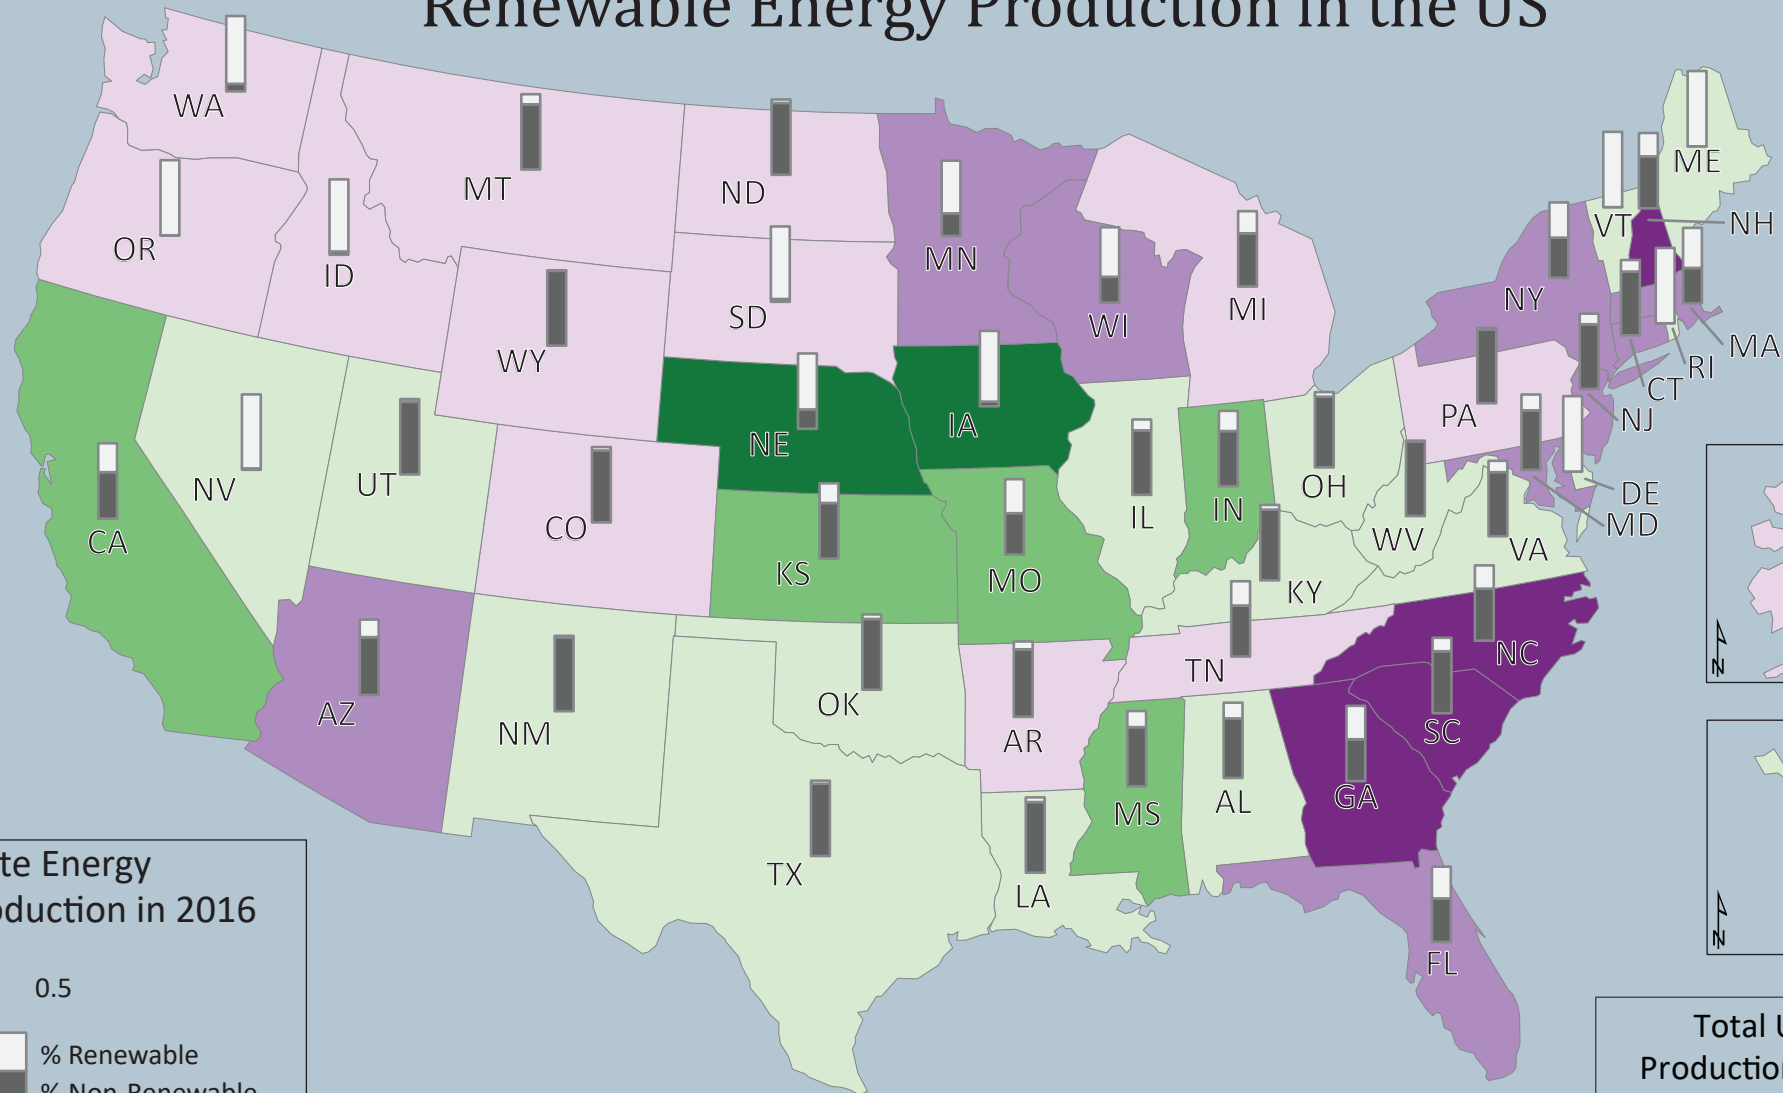 Renewable Energy Production in the US
WA
MT
ND
ME
OR
ID
MN
VT
NH
SD
WI
MI
NY
WY
MA
RI
CT
NE
IA
PA
NJ
NV
UT
CO
CA
KS
MO
IL
IN
OH
WV
VA
DE
MD
KY
AZ
NM
OK
AR
TN
NC
SC
MS
AL
GA
TX
LA
FL
N
N
te Energy
oduction in 2016
0.5
% Renewable
% Non-Renewable
Total U
Production